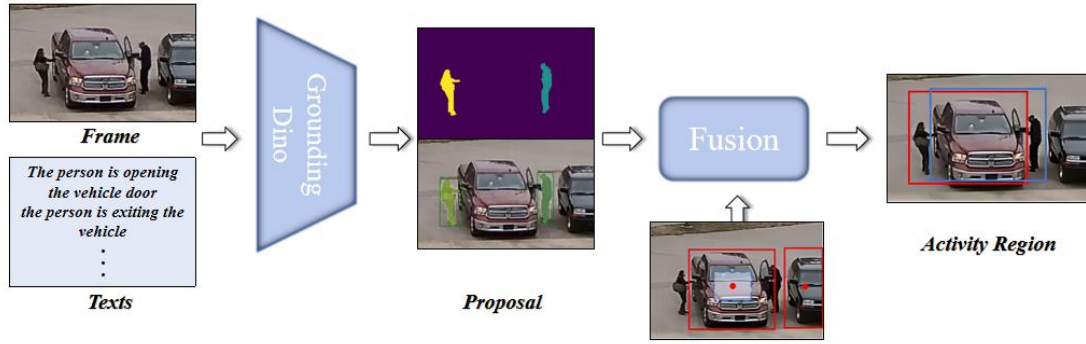 Frame
The person is opening
the vehicle door
the person is exiting the
vehicle
Texts
Grounding
Dino
Proposal
Fusion
Activity Region